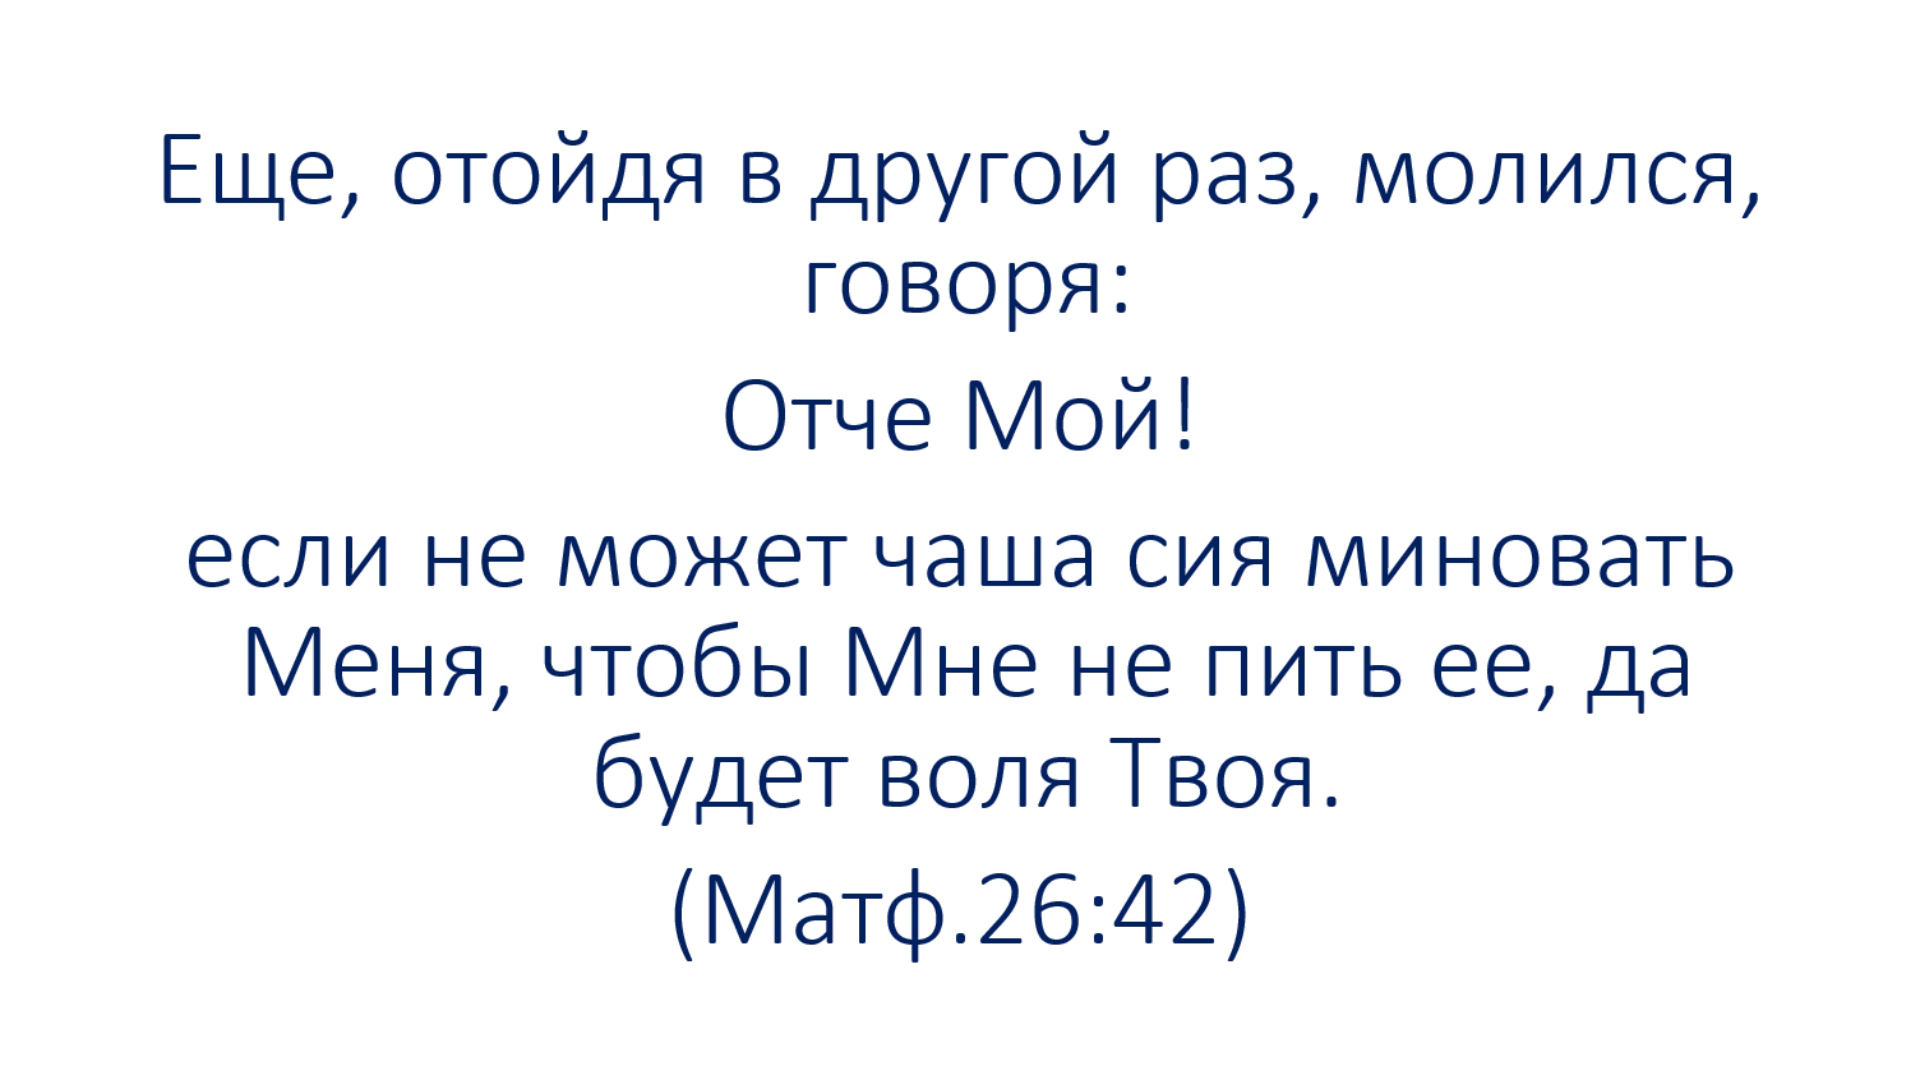 Еще, отойдя в другой раз, молился,
говоря:
Отче Мой!
если не может чаша сия миновать
Меня, чтобы Мне не пить ее, да
будет воля Твоя.
(Матф.26:42)